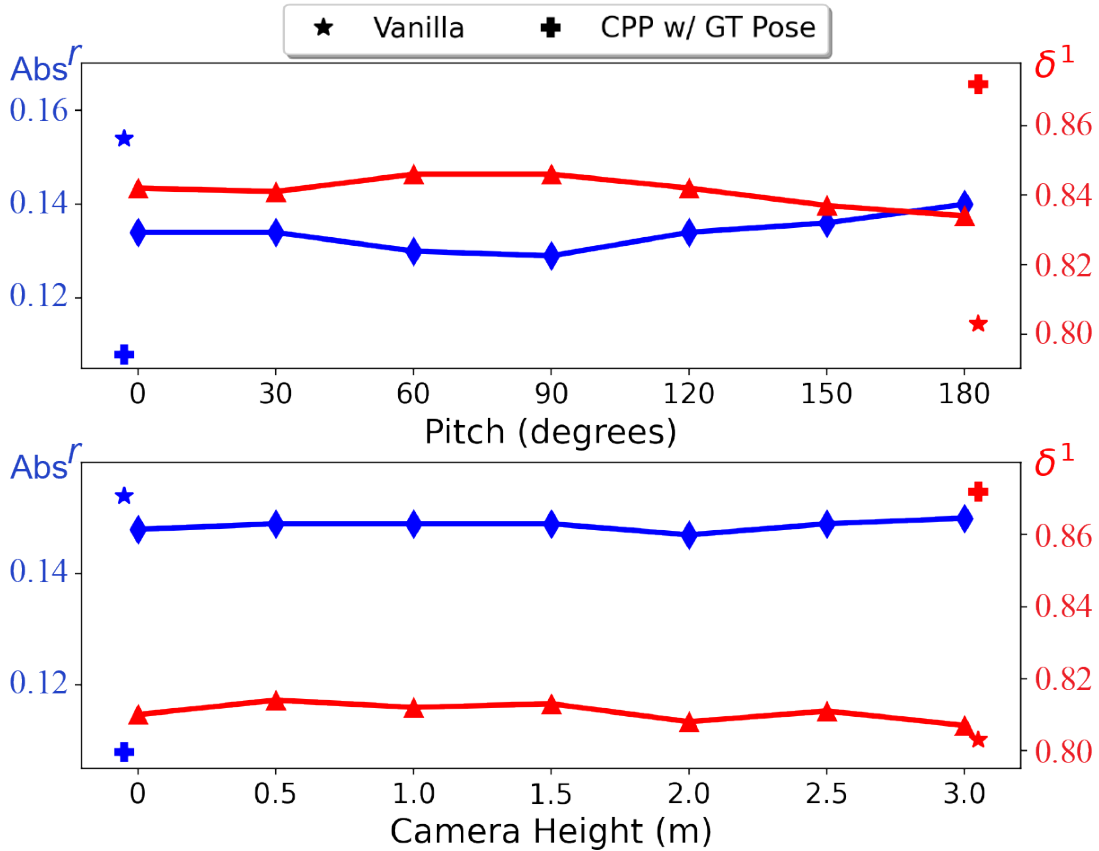 Vanilla CPP w/ GT Pose
Abs^r δ^1
0.16 0.86
0.14 0.84
0.12 0.82
0.80
0 30 60 90 120 150 180
Pitch (degrees)
Abs^r δ^1
0.14 0.86
0.12 0.84
0.82
0.80
0 0.5 1.0 1.5 2.0 2.5 3.0
Camera Height (m)